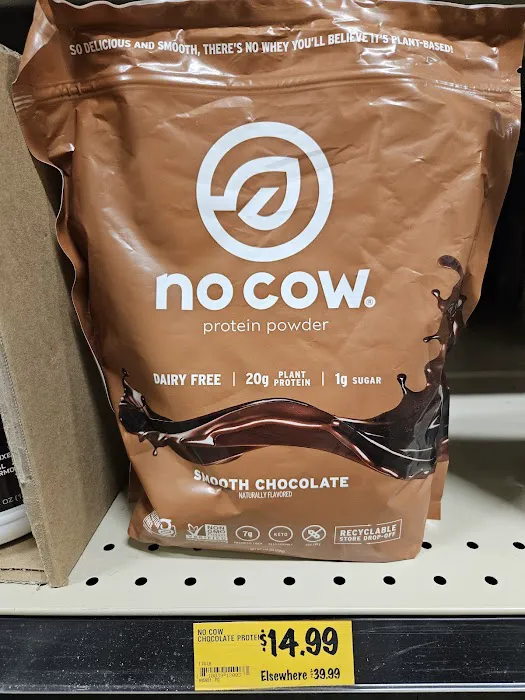 SO DELICIOUS AND SMOOTH, THERE'S NO WHEY YOU'LL BELIEVE IT'S PLANT-BASED!
no cow.®
protein powder
DAIRY FREE | 20g PLANT PROTEIN | 1g SUGAR
SMOOTH CHOCOLATE
NATURALLY FLAVORED
NON GMO
7g
KETO
RECYCLABLE
STORE DROP-OFF
NO COW
CHOCOLATE PROTEI
$14.99
Elsewhere $39.99